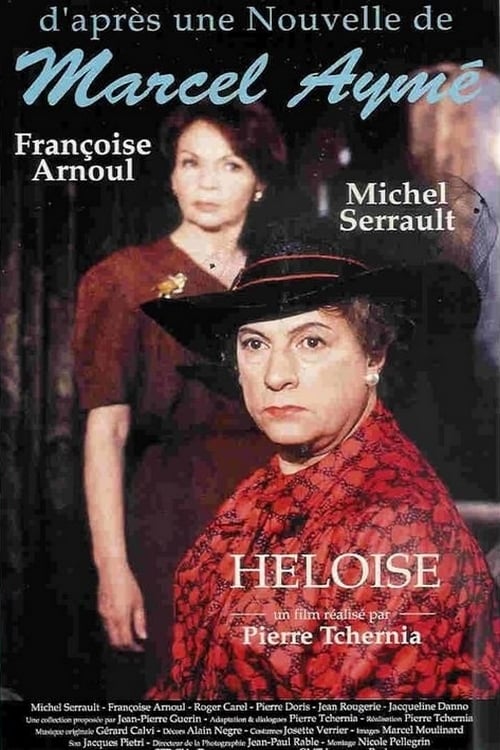 d'après une Nouvelle de
Marcel Aymé
Françoise
Arnoul
Michel
Serrault
HELOISE
un film réalisé par
Pierre Tchernia
Michel Serrault - Françoise Arnoul - Roger Carel - Pierre Doris - Jean Rougerie - Jacqueline Danno
Une collection proposée par Jean-Pierre Guerin - Adaptation & dialogues Pierre Tchernia - Réalisation Pierre Tchernia
Musique originale Gérard Calvi - Décors Alain Negre - Costumes Josette Verrier - Images Marcel Moulinard
Son Jacques Pietri - Directeur de la Photographie Jean-Paul Rabie - Montage Nicole Pellegrin